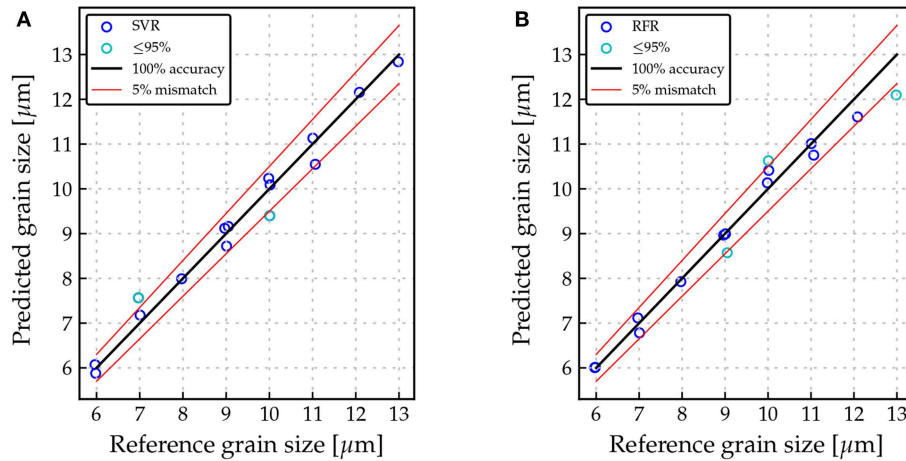 A
SVR
≤95%
100% accuracy
5% mismatch
Predicted grain size [μm]
13
12
11
10
9
8
7
6
6 7 8 9 10 11 12 13
Reference grain size [μm]
B
RFR
≤95%
100% accuracy
5% mismatch
Predicted grain size [μm]
13
12
11
10
9
8
7
6
6 7 8 9 10 11 12 13
Reference grain size [μm]